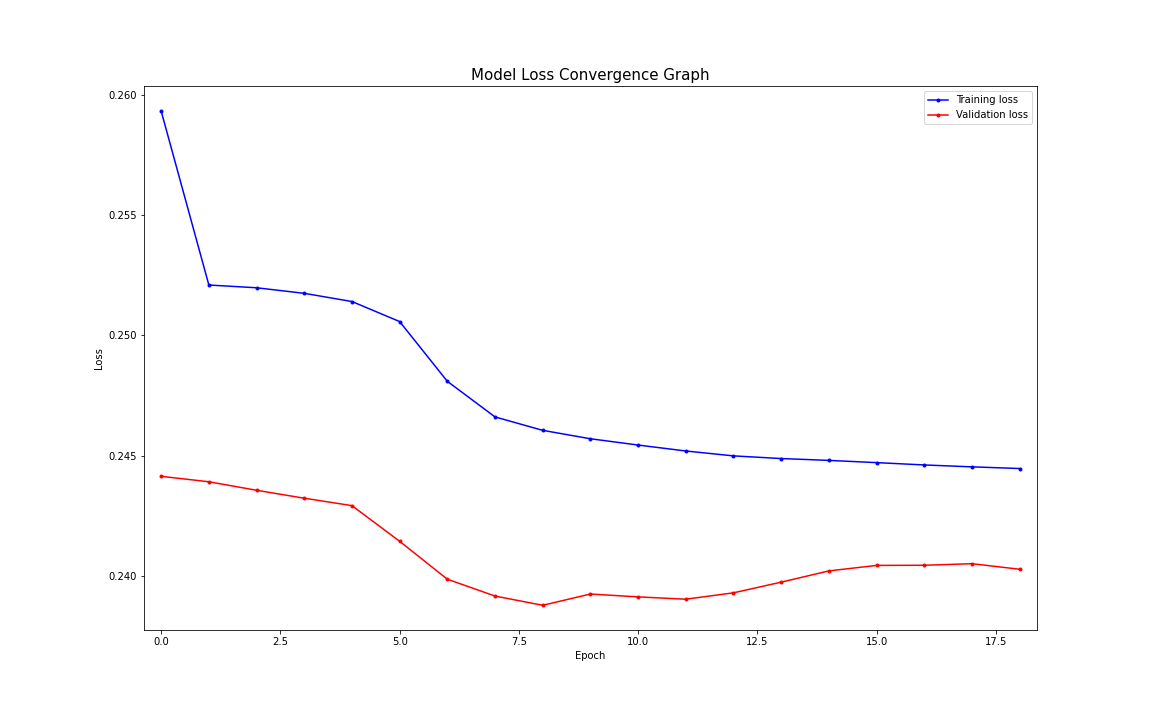 Model Loss Convergence Graph
Training loss
Validation loss
0.260
0.255
0.250
0.245
0.240
Loss
0.0 2.5 5.0 7.5 10.0 12.5 15.0 17.5
Epoch